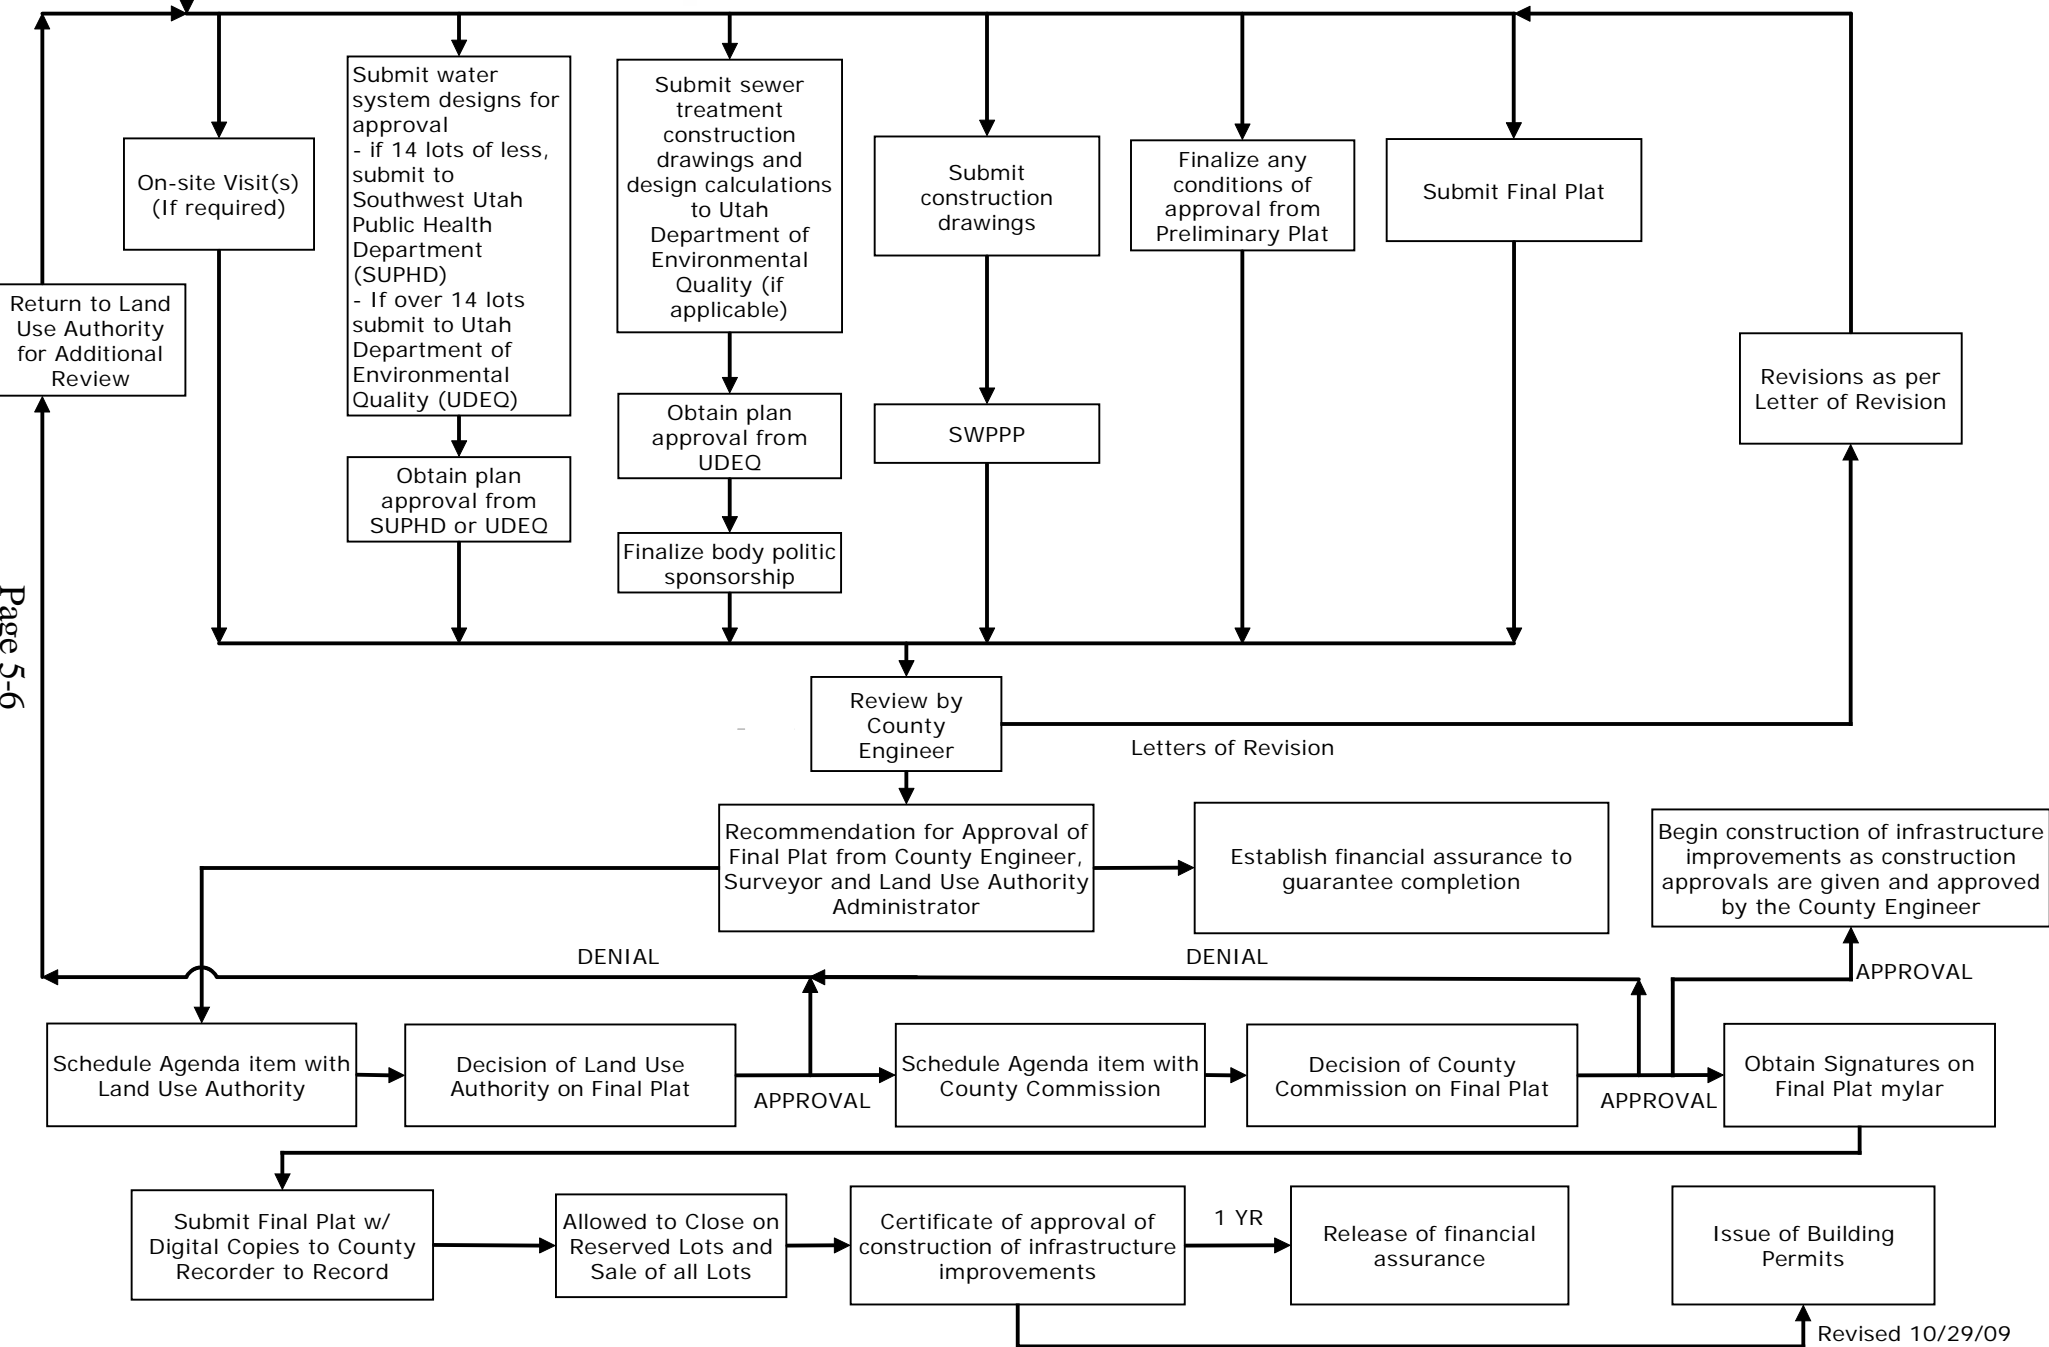 Submit water
system designs for
approval
- if 14 lots of less,
submit to
Southwest Utah
Public Health
Department
(SUPHD)
- If over 14 lots
submit to Utah
Department of
Environmental
Quality (UDEQ)
Submit sewer
treatment
construction
drawings and
design calculations
to Utah
Department of
Environmental
Quality (if
applicable)
On-site Visit(s)
(If required)
Submit
construction
drawings
Finalize any
conditions of
approval from
Preliminary Plat
Submit Final Plat
Return to Land
Use Authority
for Additional
Review
Revisions as per
Letter of Revision
Obtain plan
approval from
UDEQ
SWPPP
Obtain plan
approval from
SUPHD or UDEQ
Finalize body politic
sponsorship
Page 5-6
Review by
County
Engineer
Letters of Revision
Recommendation for Approval of
Final Plat from County Engineer,
Surveyor and Land Use Authority
Administrator
Establish financial assurance to
guarantee completion
Begin construction of infrastructure
improvements as construction
approvals are given and approved
by the County Engineer
DENIAL
DENIAL
APPROVAL
Schedule Agenda item with
Land Use Authority
Decision of Land Use
Authority on Final Plat
APPROVAL
Schedule Agenda item with
County Commission
Decision of County
Commission on Final Plat
APPROVAL
Obtain Signatures on
Final Plat mylar
Submit Final Plat w/
Digital Copies to County
Recorder to Record
Allowed to Close on
Reserved Lots and
Sale of all Lots
Certificate of approval of
construction of infrastructure
improvements
1 YR
Release of financial
assurance
Issue of Building
Permits
Revised 10/29/09